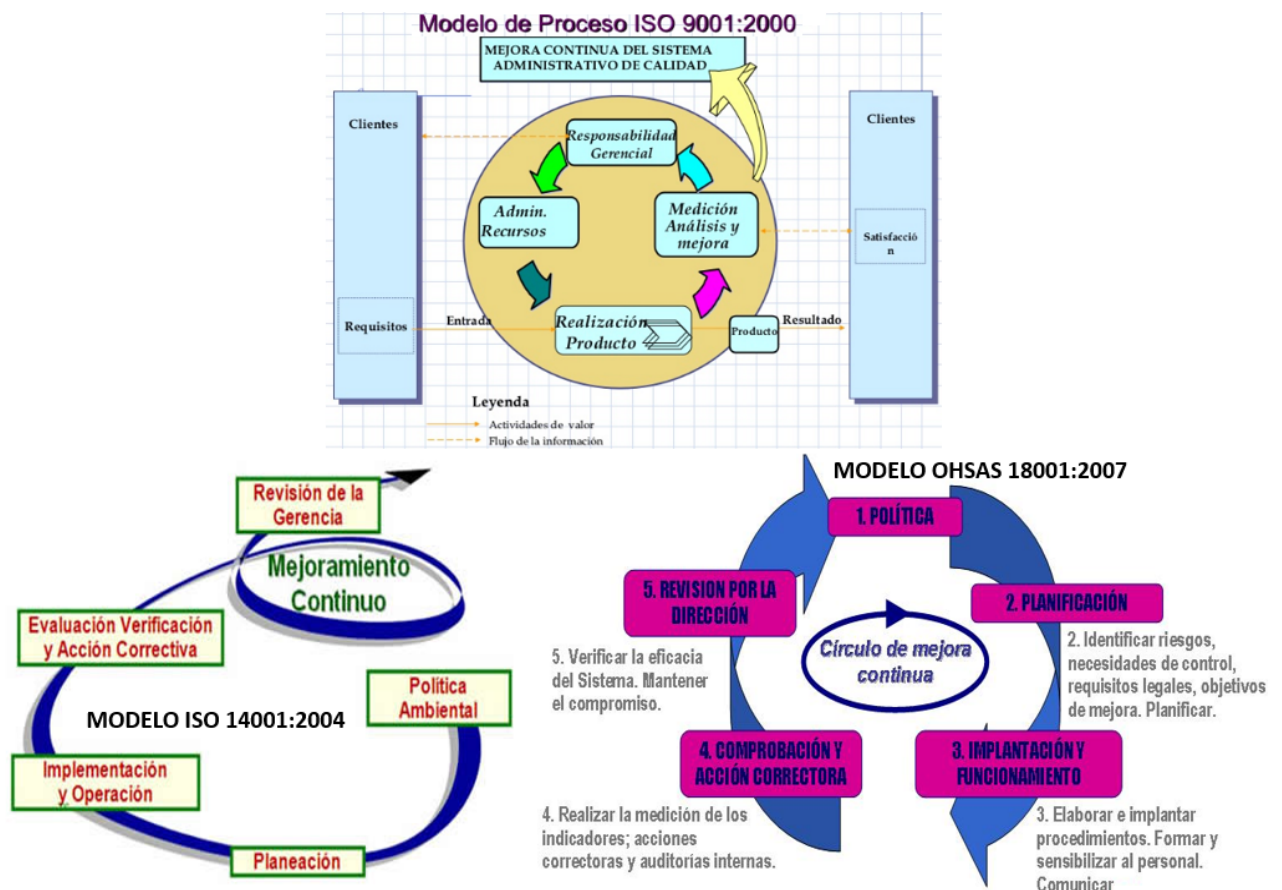 Modelo de Proceso ISO 9001:2000
MEJORA CONTINUA DEL SISTEMA
ADMINISTRATIVO DE CALIDAD
Clientes
Responsabilidad
Gerencial
Clientes
Admin.
Recursos
Medición
Análisis y
mejora
Satisfacció
n
Requisitos
Entrada
Realización
Producto
Producto
Resultado
Leyenda
Actividades de valor
Flujo de la información
Revisión de la
Gerencia
Mejoramiento
Continuo
Evaluación Verificación
y Acción Correctiva
Política
Ambiental
MODELO ISO 14001:2004
Implementación
y Operación
Planeación
MODELO OHSAS 18001:2007
1. POLÍTICA
5. REVISION POR LA
DIRECCIÓN
2. PLANIFICACIÓN
Círculo de mejora
continua
2. Identificar riesgos,
necesidades de control,
requisitos legales, objetivos
de mejora. Planificar.
5. Verificar la eficacia
del Sistema. Mantener
el compromiso.
4. COMPROBACIÓN Y
ACCIÓN CORRECTORA
3. IMPLANTACIÓN Y
FUNCIONAMIENTO
4. Realizar la medición de los
indicadores; acciones
correctoras y auditorías internas.
3. Elaborar e implantar
procedimientos. Formar y
sensibilizar al personal.
Comunicar